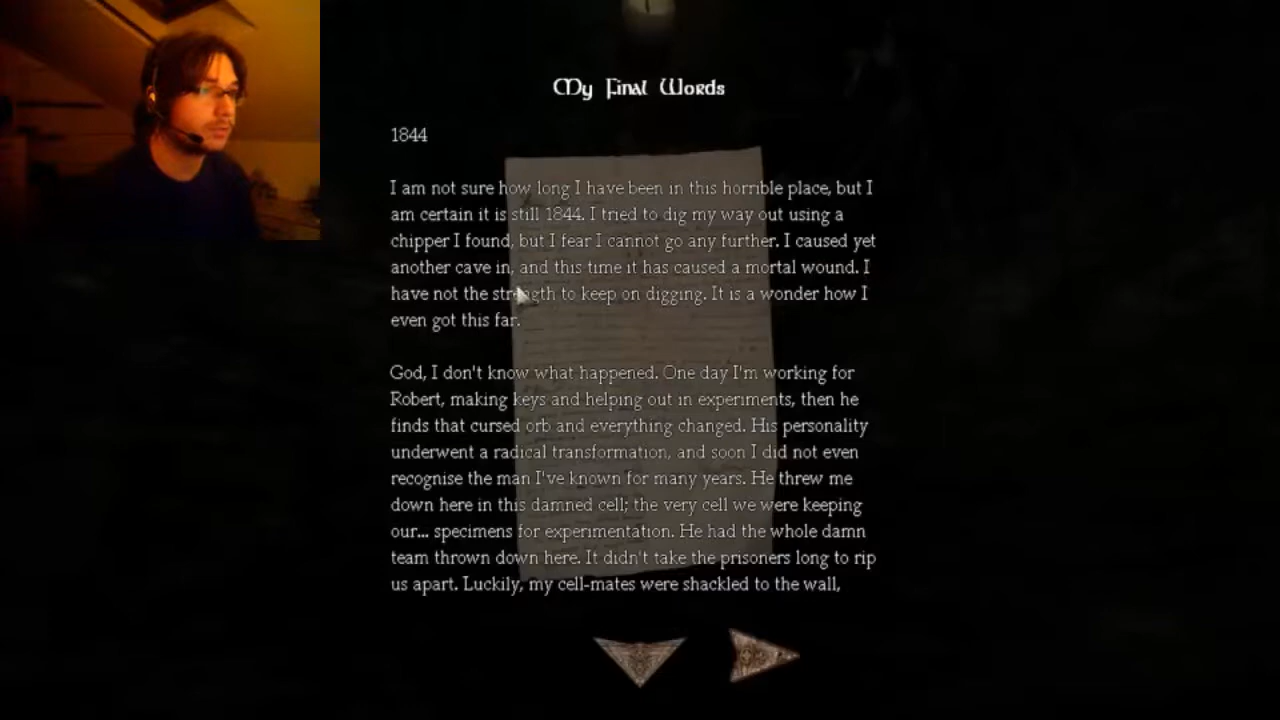 My Final Words
1844
I am not sure how long I have been in this horrible place, but I
am certain it is still 1844. I tried to dig my way out using a
chipper I found, but I fear I cannot go any further. I caused yet
another cave in, and this time it has caused a mortal wound. I
have not the strength to keep on digging. It is a wonder how I
even got this far.
God, I don't know what happened. One day I'm working for
Robert, making keys and helping out in experiments, then he
finds that cursed orb and everything changed. His personality
underwent a radical transformation, and soon I did not even
recognise the man I've known for many years. He threw me
down here in this damned cell; the very cell we were keeping
our... specimens for experimentation. He had the whole damn
team thrown down here. It didn't take the prisoners long to rip
us apart. Luckily, my cell-mates were shackled to the wall,